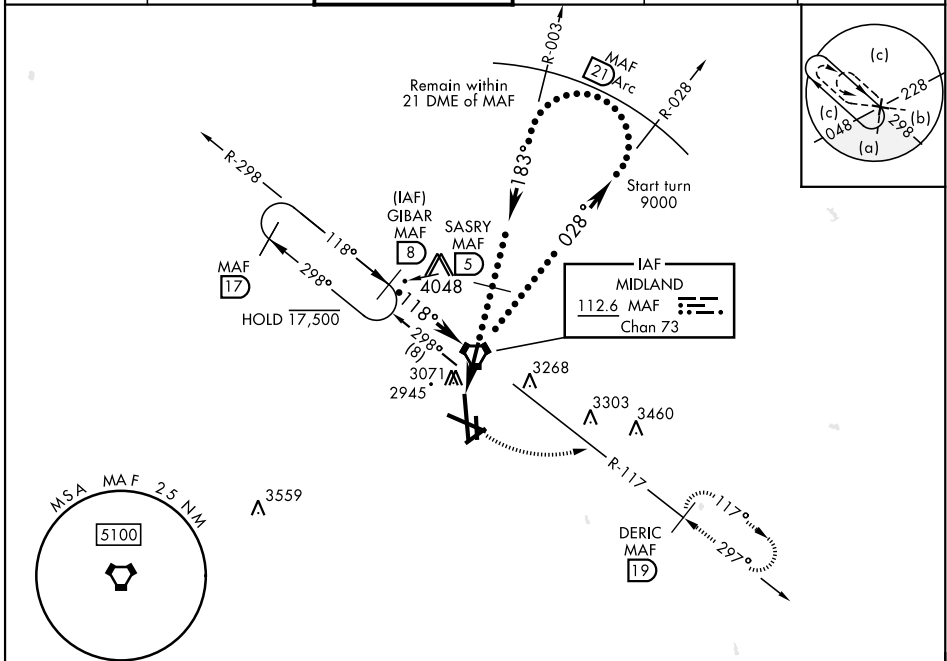 R-003
MAF
21 Arc
Remain within
21 DME of MAF
R-028
(c)
228
(c)
048
298
(b)
(a)
R-298
183°
028°
Start turn
9000
(IAF)
GIBAR
MAF
8
SASRY
MAF
5
118°
298°
MAF
17
HOLD 17,500
4048
118°
298°
(8)
IAF
MIDLAND
112.6 MAF
Chan 73
3071
2945
3268
3303
3460
R-117
MSA MAF 25 NM
5100
3559
DERIC
MAF
19
117°
297°